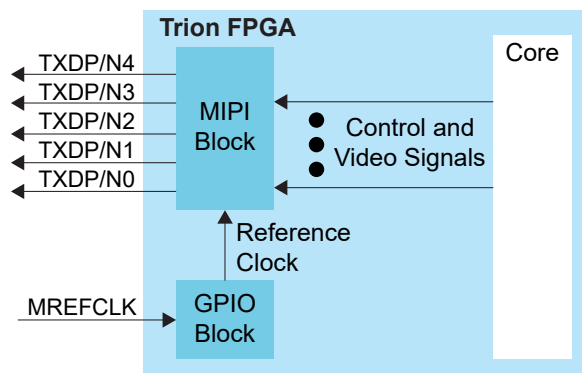 Trion FPGA
Core
TXDP/N4
TXDP/N3
TXDP/N2
TXDP/N1
TXDP/N0
MIPI
Block
Control and
Video Signals
Reference
Clock
MREFCLK
GPIO
Block